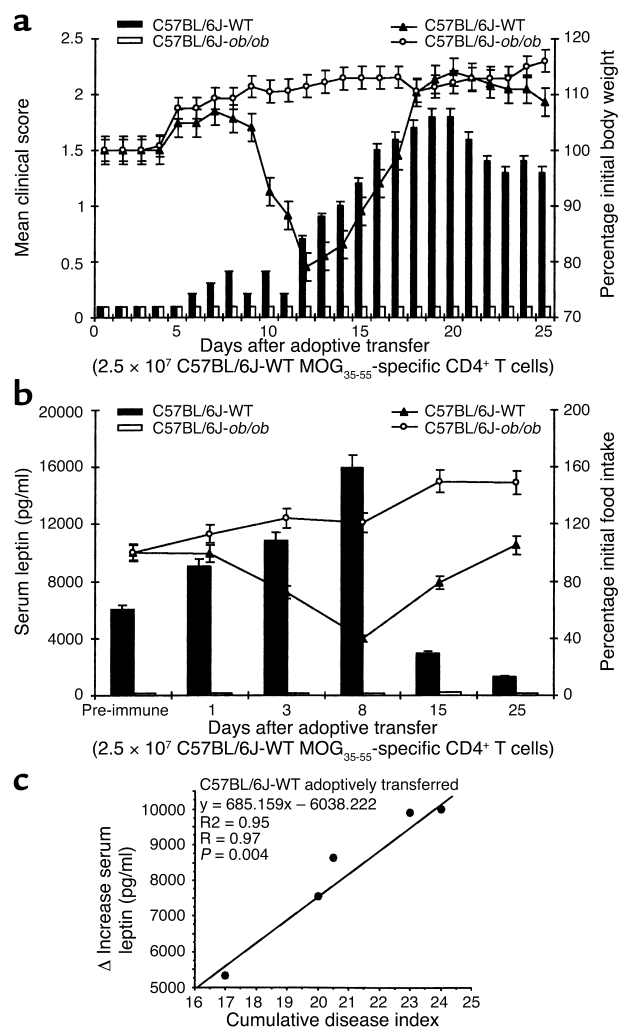 a
C57BL/6J-WT C57BL/6J-WT
C57BL/6J-ob/ob C57BL/6J-ob/ob
Mean clinical score
2.5
2
1.5
1
0.5
0
Percentage initial body weight
120
110
100
90
80
70
0 5 10 15 20 25
Days after adoptive transfer
(2.5 × 10⁷ C57BL/6J-WT MOG₃₅₋₅₅-specific CD4⁺ T cells)
b
C57BL/6J-WT C57BL/6J-WT
C57BL/6J-ob/ob C57BL/6J-ob/ob
Serum leptin (pg/ml)
20000
16000
12000
8000
4000
0
Percentage initial food intake
200
160
120
80
40
0
Pre-immune 1 3 8 15 25
Days after adoptive transfer
(2.5 × 10⁷ C57BL/6J-WT MOG₃₅₋₅₅-specific CD4⁺ T cells)
c
C57BL/6J-WT adoptively transferred
y = 685.159x – 6038.222
R2 = 0.95
R = 0.97
P = 0.004
Δ Increase serum
leptin (pg/ml)
10000
9000
8000
7000
6000
5000
16 17 18 19 20 21 22 23 24 25
Cumulative disease index